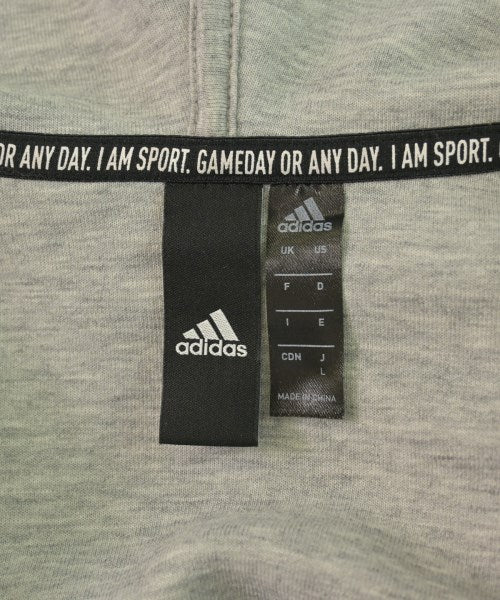 OR ANY DAY. I AM SPORT. GAMEDAY OR ANY DAY. I AM SPORT.
adidas
adidas
UK US
F D
I E
CDN J
L
MADE IN CHINA